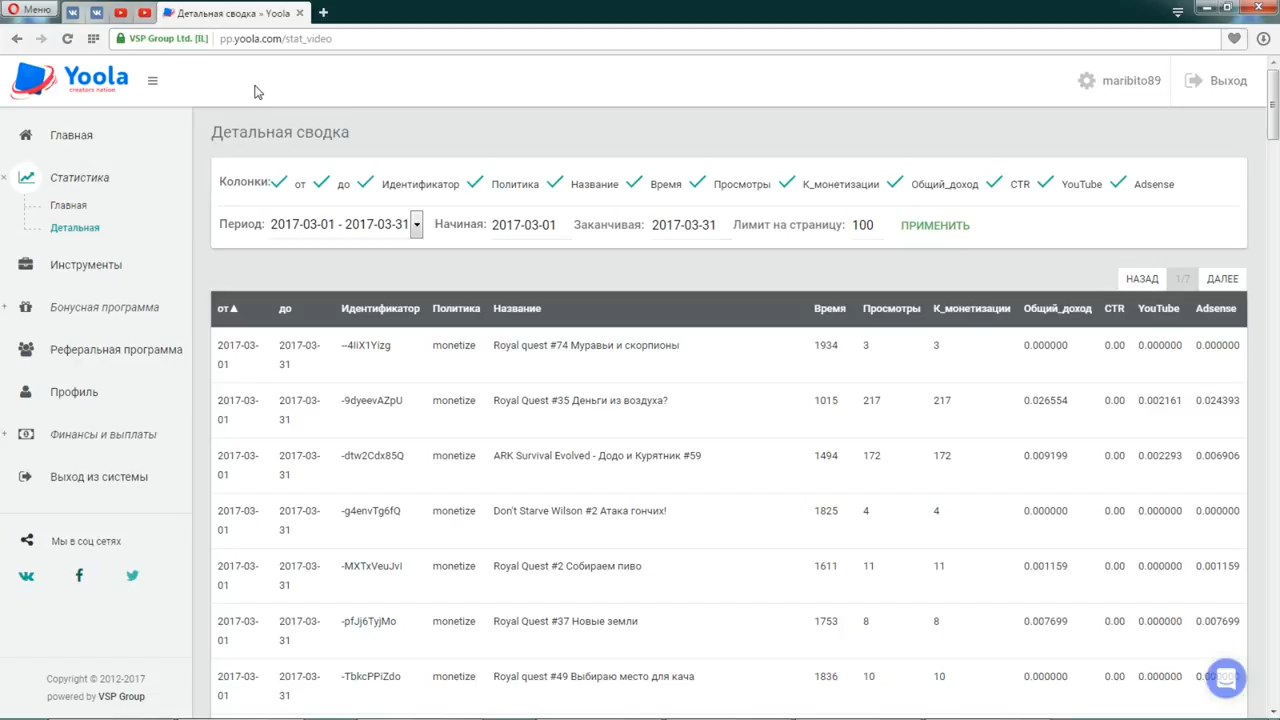 Меню
Детальная сводка » Yoola
VSP Group Ltd. [IL]
pp.yoola.com/stat_video
Yoola
creators nation
maribito89
Выход
Главная
Статистика
Главная
Детальная
Инструменты
Бонусная программа
Реферальная программа
Профиль
Финансы и выплаты
Выход из системы
Мы в соц сетях
Copyright © 2012-2017
powered by VSP Group
Детальная сводка
Колонки: от до Идентификатор Политика Название Время Просмотры К_монетизации Общий_доход CTR YouTube Adsense
Период: 2017-03-01 - 2017-03-31 Начиная: 2017-03-01 Заканчивая: 2017-03-31 Лимит на страницу: 100 ПРИМЕНИТЬ
НАЗАД 1/7 ДАЛЕЕ
от▲ до Идентификатор Политика Название Время Просмотры К_монетизации Общий_доход CTR YouTube Adsense
2017-03- 2017-03- --4IiX1Yizg monetize Royal quest #74 Муравьи и скорпионы 1934 3 3 0.000000 0.00 0.000000 0.000000
01 31
2017-03- 2017-03- -9dyeevAZpU monetize Royal Quest #35 Деньги из воздуха? 1015 217 217 0.026554 0.00 0.002161 0.024393
01 31
2017-03- 2017-03- -dtw2Cdx85Q monetize ARK Survival Evolved - Додо и Курятник #59 1494 172 172 0.009199 0.00 0.002293 0.006906
01 31
2017-03- 2017-03- -g4envTg6fQ monetize Don't Starve Wilson #2 Атака гончих! 1825 4 4 0.000000 0.00 0.000000 0.000000
01 31
2017-03- 2017-03- -MXTxVeuJvI monetize Royal Quest #2 Собираем пиво 1611 11 11 0.001159 0.00 0.000000 0.001159
01 31
2017-03- 2017-03- -pfJj6TyjMo monetize Royal Quest #37 Новые земли 1753 8 8 0.007699 0.00 0.000000 0.007699
01 31
2017-03- 2017-03- -TbkcPPiZdo monetize Royal quest #49 Выбираю место для кача 1836 10 10 0.000000 0.00 0.000000
01 31